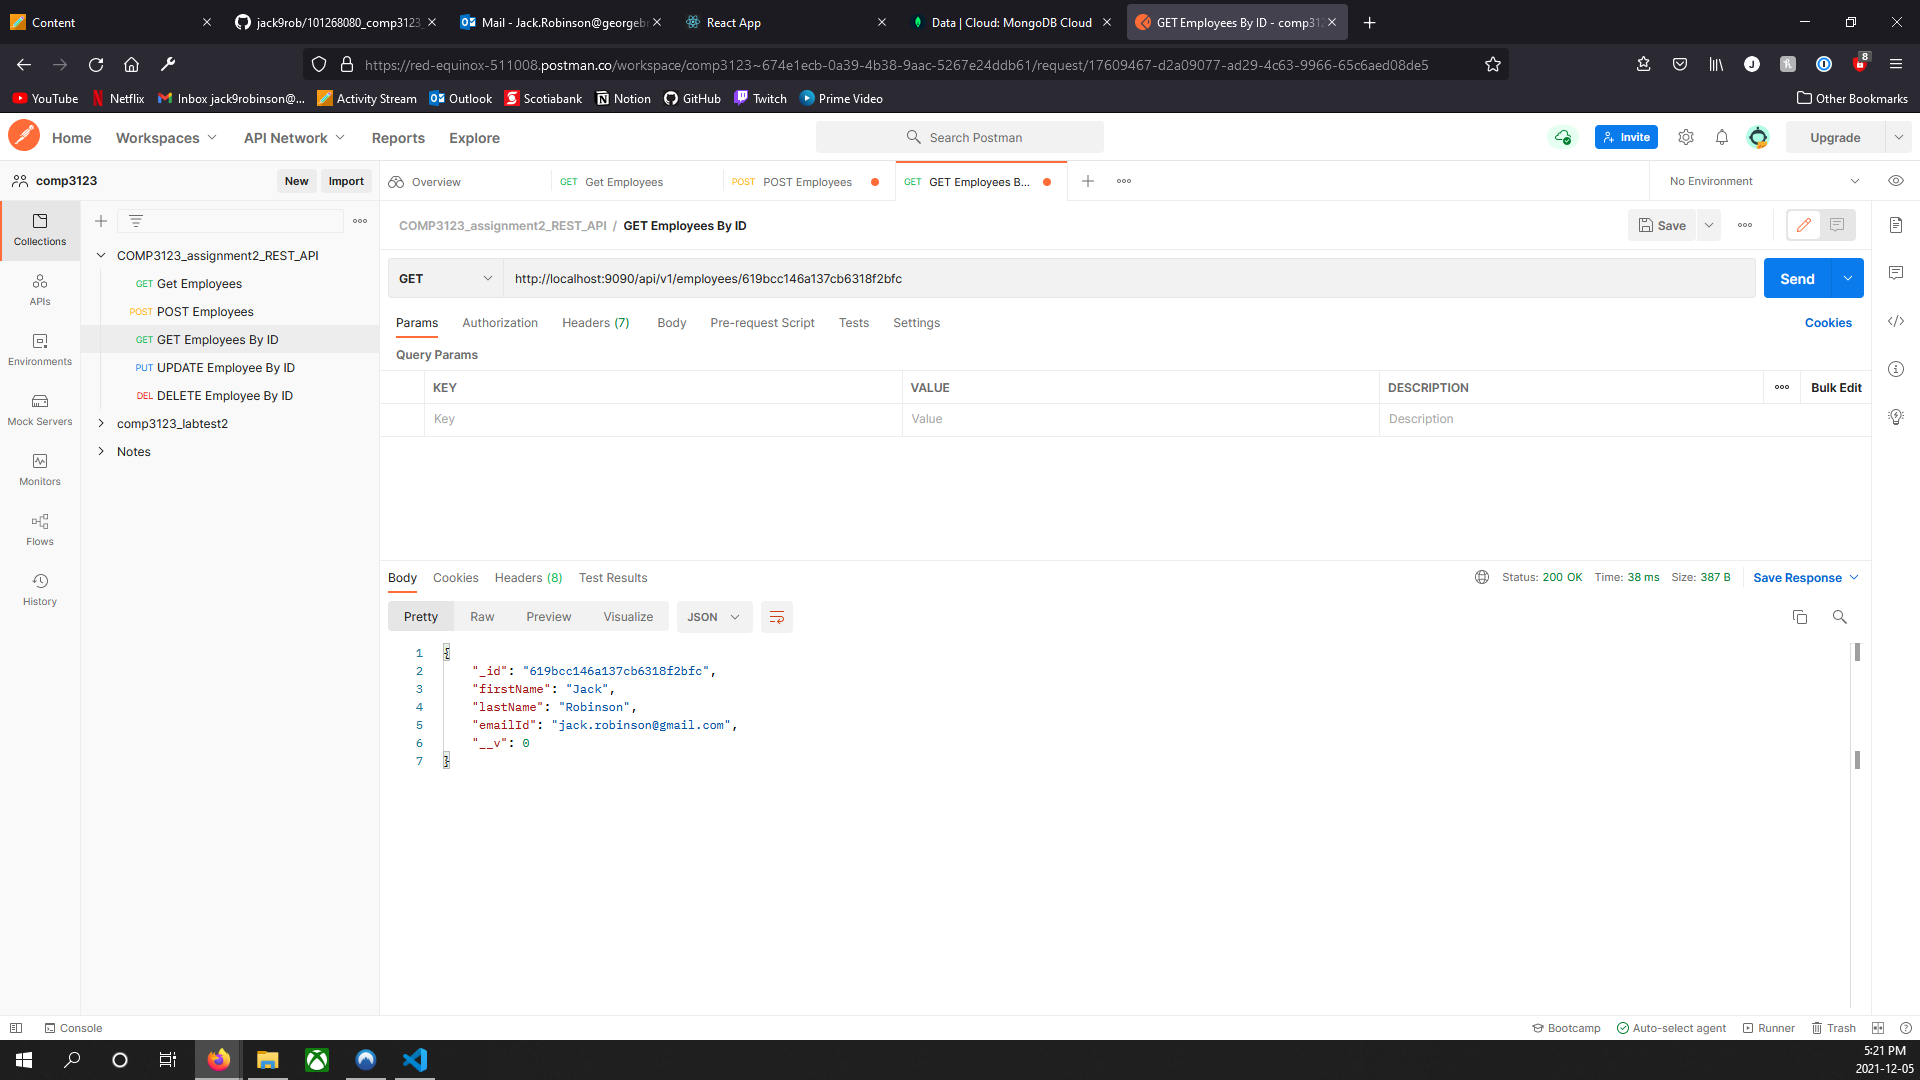 Content
jack9rob/101268080_comp3123_
Mail - Jack.Robinson@georgebr
React App
Data | Cloud: MongoDB Cloud
GET Employees By ID - comp312
https://red-equinox-511008.postman.co/workspace/comp3123~674e1ecb-0a39-4b38-9aac-5267e24ddb61/request/17609467-d2a09077-ad29-4c63-9966-65c6aed08de5
8
YouTube
Netflix
Inbox jack9robinson@...
Activity Stream
Outlook
Scotiabank
Notion
GitHub
Twitch
Prime Video
Other Bookmarks
Home
Workspaces
API Network
Reports
Explore
Search Postman
Invite
Upgrade
comp3123
New
Import
Overview
GET Get Employees
POST POST Employees
GET GET Employees B...
No Environment
Collections
APIs
Environments
Mock Servers
Monitors
Flows
History
COMP3123_assignment2_REST_API
GET Get Employees
POST POST Employees
GET GET Employees By ID
PUT UPDATE Employee By ID
DEL DELETE Employee By ID
comp3123_labtest2
Notes
COMP3123_assignment2_REST_API / GET Employees By ID
Save
GET
http://localhost:9090/api/v1/employees/619bcc146a137cb6318f2bfc
Send
Params
Authorization
Headers (7)
Body
Pre-request Script
Tests
Settings
Cookies
Query Params
KEY
VALUE
DESCRIPTION
Bulk Edit
Key
Value
Description
Body
Cookies
Headers (8)
Test Results
Status: 200 OK
Time: 38 ms
Size: 387 B
Save Response
Pretty
Raw
Preview
Visualize
JSON
1 {
2 "_id": "619bcc146a137cb6318f2bfc",
3 "firstName": "Jack",
4 "lastName": "Robinson",
5 "emailId": "jack.robinson@gmail.com",
6 "__v": 0
7 }
Console
Bootcamp
Auto-select agent
Runner
Trash
5:21 PM
2021-12-05